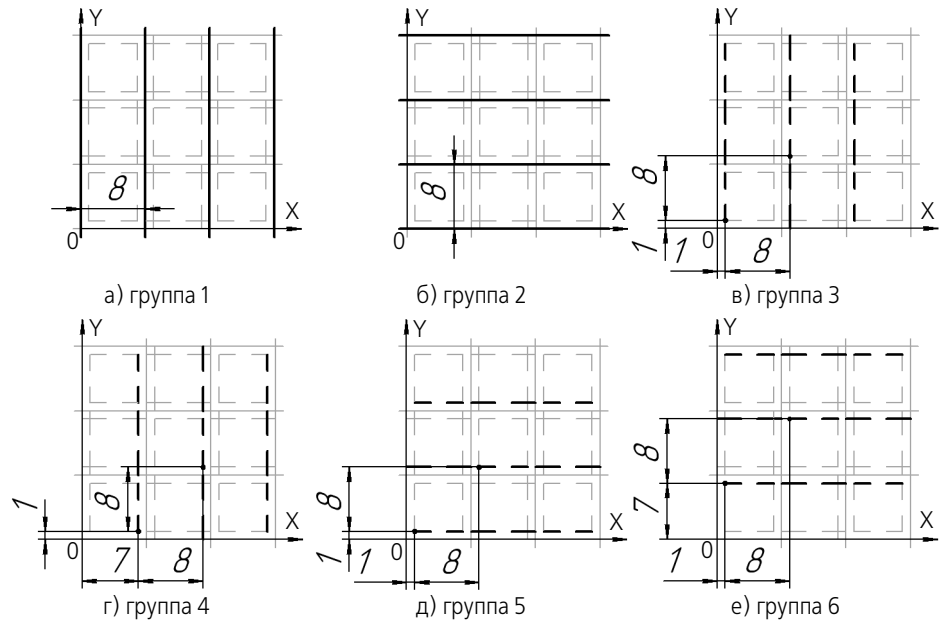 Y Y Y
8 8 8
X X X
0 0 1 0
1 8
а) группа 1 б) группа 2 в) группа 3
Y Y Y
1 8 8 8
X X 7 X
0 0 1 0
7 8 1 8 1 8
г) группа 4 д) группа 5 е) группа 6